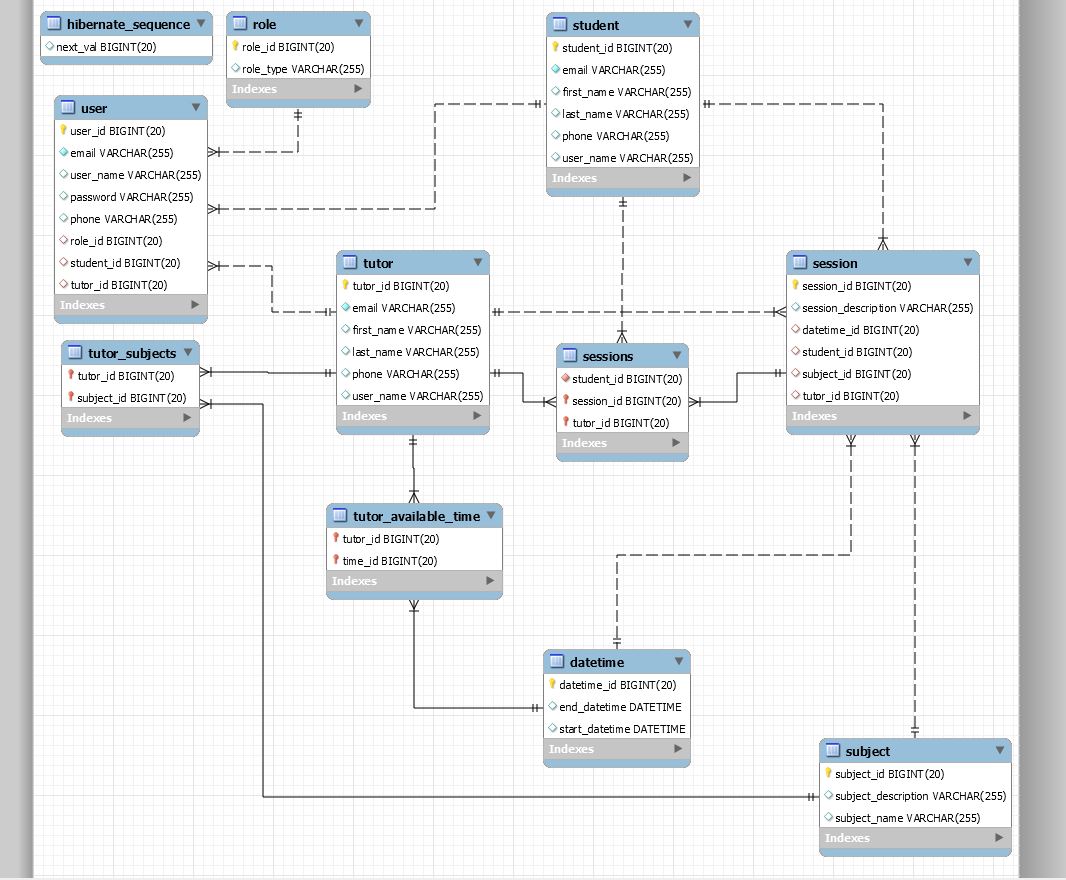 hibernate_sequence
next_val BIGINT(20)
role
role_id BIGINT(20)
role_type VARCHAR(255)
Indexes
student
student_id BIGINT(20)
email VARCHAR(255)
first_name VARCHAR(255)
last_name VARCHAR(255)
phone VARCHAR(255)
user_name VARCHAR(255)
Indexes
user
user_id BIGINT(20)
email VARCHAR(255)
user_name VARCHAR(255)
password VARCHAR(255)
phone VARCHAR(255)
role_id BIGINT(20)
student_id BIGINT(20)
tutor_id BIGINT(20)
Indexes
tutor
tutor_id BIGINT(20)
email VARCHAR(255)
first_name VARCHAR(255)
last_name VARCHAR(255)
phone VARCHAR(255)
user_name VARCHAR(255)
Indexes
session
session_id BIGINT(20)
session_description VARCHAR(255)
datetime_id BIGINT(20)
student_id BIGINT(20)
subject_id BIGINT(20)
tutor_id BIGINT(20)
Indexes
tutor_subjects
tutor_id BIGINT(20)
subject_id BIGINT(20)
Indexes
sessions
student_id BIGINT(20)
session_id BIGINT(20)
tutor_id BIGINT(20)
Indexes
tutor_available_time
tutor_id BIGINT(20)
time_id BIGINT(20)
Indexes
datetime
datetime_id BIGINT(20)
end_datetime DATETIME
start_datetime DATETIME
Indexes
subject
subject_id BIGINT(20)
subject_description VARCHAR(255)
subject_name VARCHAR(255)
Indexes